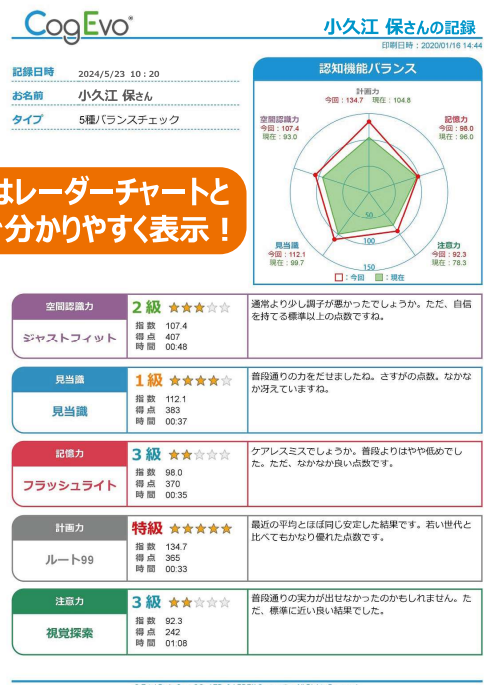 CogEvo®
小久江 保さんの記録
印刷日時：2020/01/16 14:44
記録日時 2024/5/23 10：20
お名前 小久江 保さん
タイプ 5種バランスチェック
はレーダーチャートと
分かりやすく表示！
認知機能バランス
計画力
今回：134.7 現在：104.8
空間認識力
今回：107.4
現在：93.0
記憶力
今回：98.0
現在：96.0
50
100
150
見当識
今回：112.1
現在：99.7
注意力
今回：92.3
現在：78.3
：今回 ：現在
空間認識力
ジャストフィット
2級 ★★★☆☆
指数 107.4
得点 407
時間 00:48
通常より少し調子が悪かったでしょうか。ただ、自信
を持てる標準以上の点数ですね。
見当識
見当識
1級 ★★★★☆
指数 112.1
得点 383
時間 00:37
普段通りの力をだせましたね。さすがの点数。なかな
か冴えていますね。
記憶力
フラッシュライト
3級 ★★☆☆☆
指数 98.0
得点 370
時間 00:35
ケアレスミスでしょうか。普段よりはやや低めでし
た。ただ、なかなか良い点数です。
計画力
ルート99
特級 ★★★★★
指数 134.7
得点 365
時間 00:33
最近の平均とほぼ同じ安定した結果です。若い世代と
比べてもかなり優れた点数です。
注意力
視覚探索
3級 ★★☆☆☆
指数 92.3
得点 242
時間 01:08
普段通りの実力が出せなかったのかもしれません。た
だ、標準に近い良い結果でした。